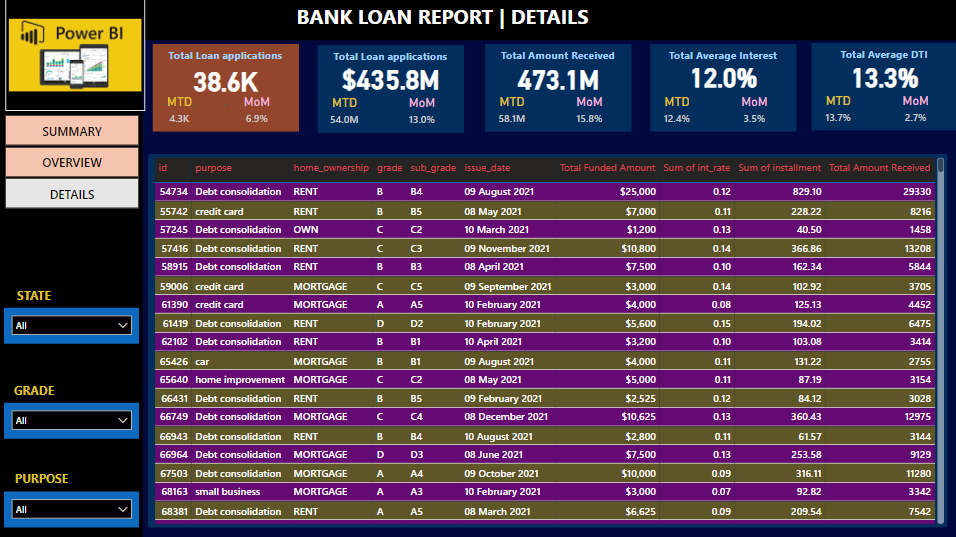 BANK LOAN REPORT | DETAILS
Power BI
Total Loan applications
38.6K
MTD MoM
4.3K 6.9%
Total Loan applications
$435.8M
MTD MoM
54.0M 13.0%
Total Amount Received
473.1M
MTD MoM
58.1M 15.8%
Total Average Interest
12.0%
MTD MoM
12.4% 3.5%
Total Average DTI
13.3%
MTD MoM
13.7% 2.7%
SUMMARY
OVERVIEW
DETAILS
STATE
All
GRADE
All
PURPOSE
All
id purpose home_ownership grade sub_grade issue_date Total Funded Amount Sum of int_rate Sum of installment Total Amount Received
54734 Debt consolidation RENT B B4 09 August 2021 $25,000 0.12 829.10 29330
55742 credit card RENT B B5 08 May 2021 $7,000 0.11 228.22 8216
57245 Debt consolidation OWN C C2 10 March 2021 $1,200 0.13 40.50 1458
57416 Debt consolidation RENT C C3 09 November 2021 $10,800 0.14 366.86 13208
58915 Debt consolidation RENT B B3 08 April 2021 $7,500 0.10 162.34 5844
59006 credit card MORTGAGE C C5 09 September 2021 $3,000 0.14 102.92 3705
61390 credit card MORTGAGE A A5 10 February 2021 $4,000 0.08 125.13 4452
61419 Debt consolidation RENT D D2 10 February 2021 $5,600 0.15 194.02 6475
62102 Debt consolidation RENT B B1 10 April 2021 $3,200 0.10 103.08 3414
65426 car MORTGAGE B B1 09 August 2021 $4,000 0.11 131.22 2755
65640 home improvement MORTGAGE C C2 08 May 2021 $5,000 0.11 87.19 3154
66431 Debt consolidation RENT B B5 09 February 2021 $2,525 0.12 84.12 3028
66749 Debt consolidation MORTGAGE C C4 08 December 2021 $10,625 0.13 360.43 12975
66943 Debt consolidation RENT B B4 10 August 2021 $2,800 0.11 61.57 3144
66964 Debt consolidation MORTGAGE D D3 08 June 2021 $7,500 0.13 253.58 9129
67503 Debt consolidation MORTGAGE A A4 09 October 2021 $10,000 0.09 316.11 11280
68163 small business MORTGAGE A A3 10 February 2021 $3,000 0.07 92.82 3342
68381 Debt consolidation RENT A A5 08 March 2021 $6,625 0.09 209.54 7542